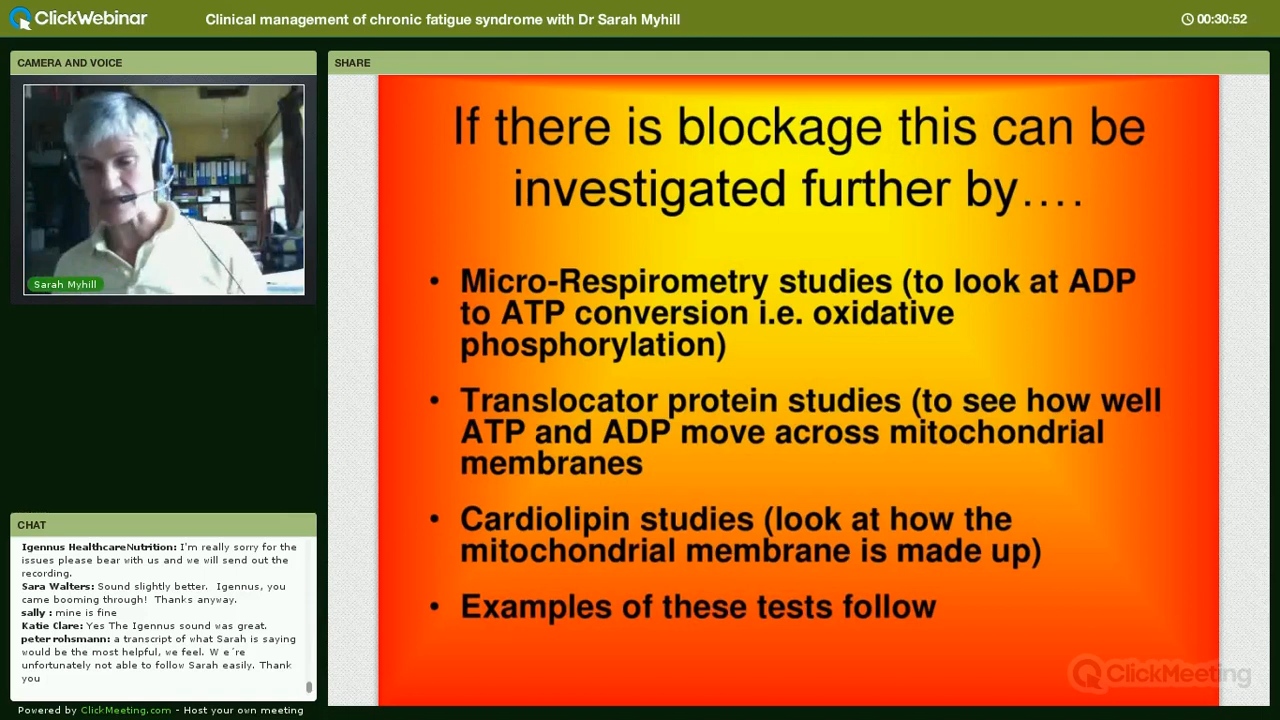 ClickWebinar
Clinical management of chronic fatigue syndrome with Dr Sarah Myhill
00:30:52
CAMERA AND VOICE
Sarah Myhill
CHAT
Igennus HealthcareNutrition: I'm really sorry for the
issues please bear with us and we will send out the
recording.
Sara Walters: Sound slightly better. Igennus, you
came booming through! Thanks anyway.
sally : mine is fine
Katie Clare: Yes The Igennus sound was great.
peter rohsmann: a transcript of what Sarah is saying
would be the most helpful, we feel. W e´re
unfortunately not able to follow Sarah easily. Thank
you
Powered by ClickMeeting.com - Host your own meeting
SHARE
If there is blockage this can be
investigated further by….
• Micro-Respirometry studies (to look at ADP
to ATP conversion i.e. oxidative
phosphorylation)
• Translocator protein studies (to see how well
ATP and ADP move across mitochondrial
membranes
• Cardiolipin studies (look at how the
mitochondrial membrane is made up)
• Examples of these tests follow
ClickMeeting